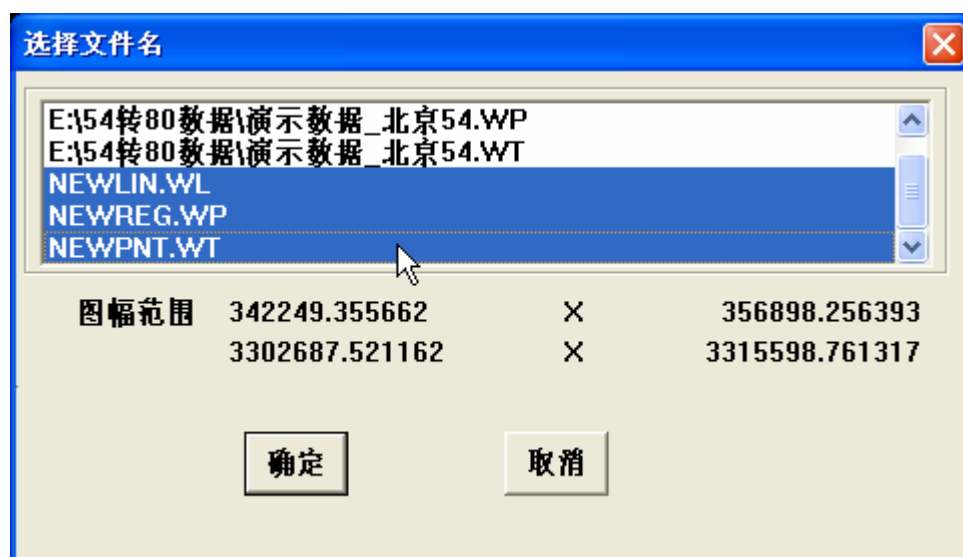 选择文件名
E:\54转80数据\演示数据_北京54.WP
E:\54转80数据\演示数据_北京54.WT
NEWLIN.WL
NEWREG.WP
NEWPNT.WT
图幅范围 342249.355662 X 356898.256393
3302687.521162 X 3315598.761317
确定 取消